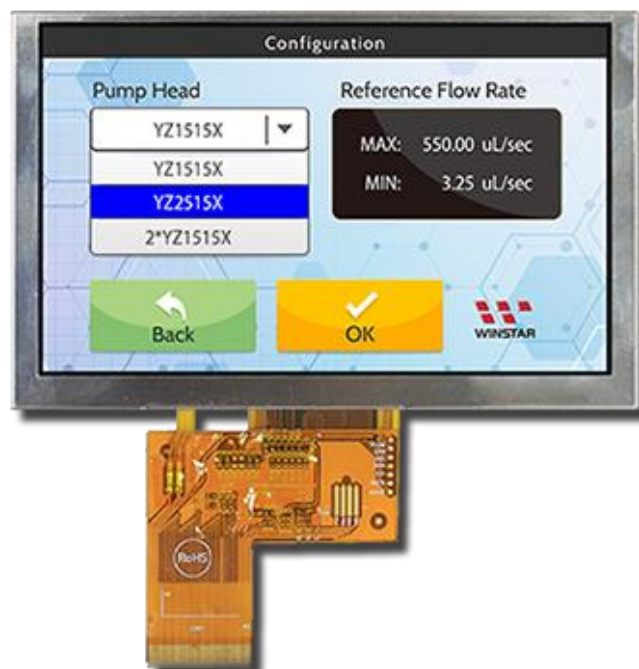 Configuration
Pump Head
Reference Flow Rate
YZ1515X
MAX: 550.00 uL/sec
YZ1515X
MIN: 3.25 uL/sec
YZ2515X
2*YZ1515X
Back
OK
WINSTAR
RoHS